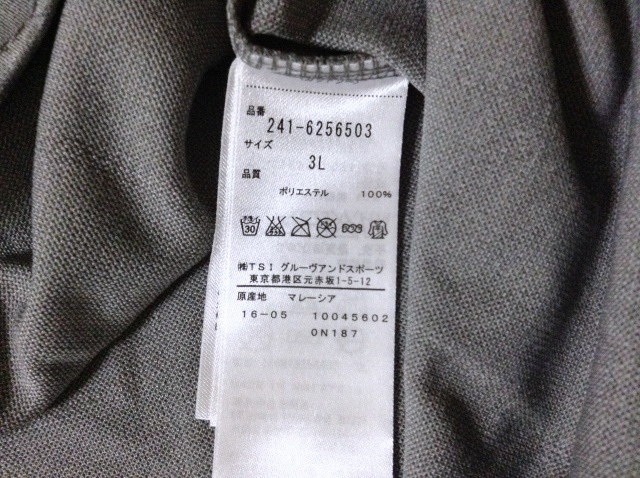 品番
241-6256503
サイズ
3L
品質
ポリエステル 100%
30
㈱TSI グルーヴアンドスポーツ
東京都港区元赤坂1-5-12
原産地 マレーシア
16-05 10045602
0N187